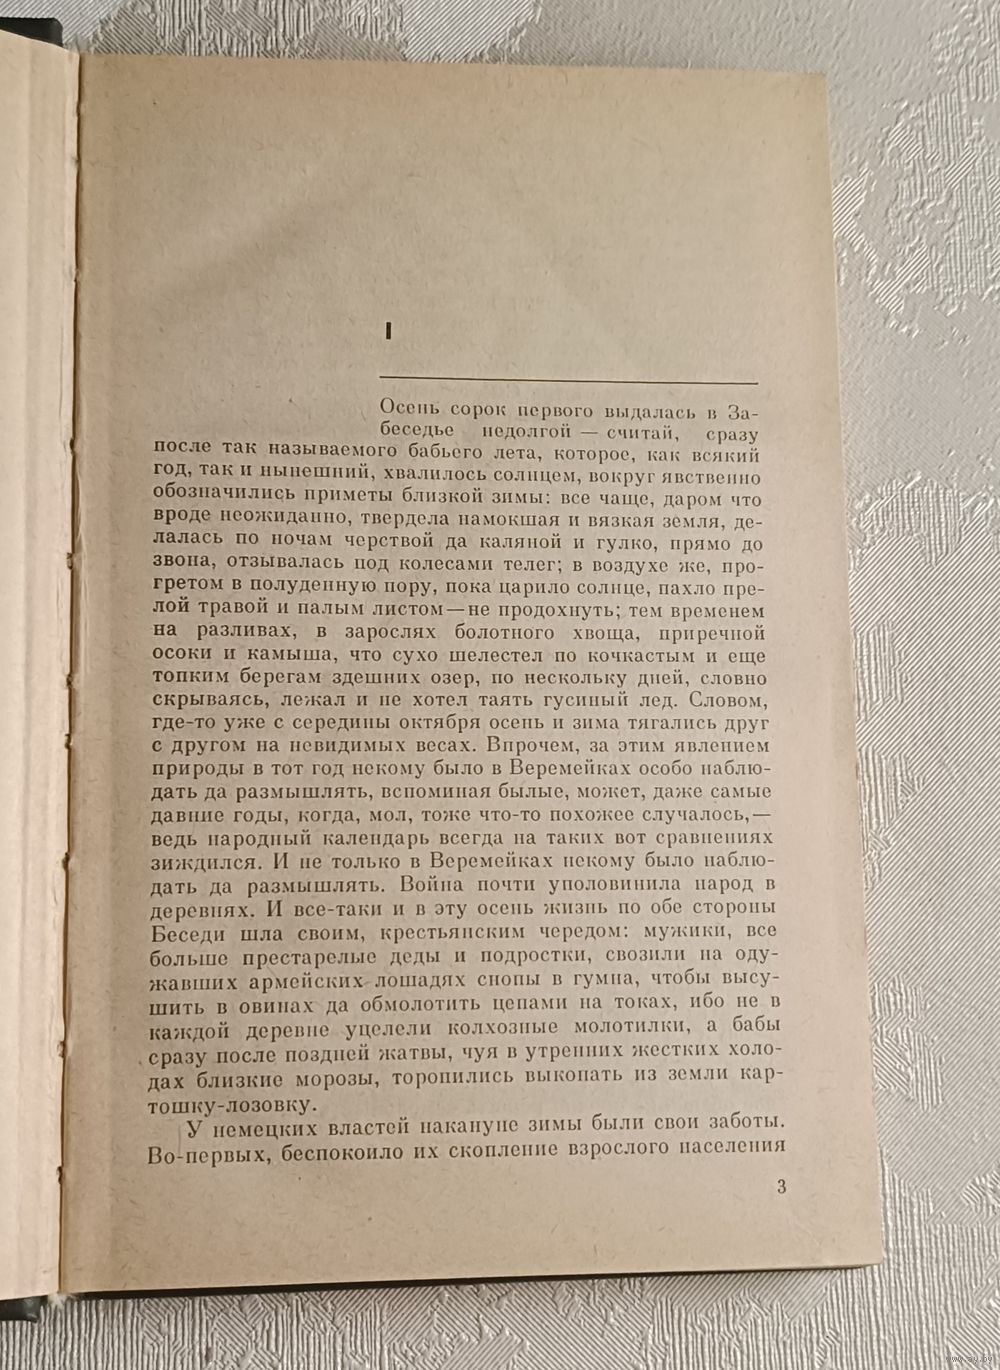 I
Осень сорок первого выдалась в За-
беседье недолгой — считай, сразу
после так называемого бабьего лета, которое, как всякий
год, так и нынешний, хвалилось солнцем, вокруг явственно
обозначились приметы близкой зимы: все чаще, даром что
вроде неожиданно, твердела намокшая и вязкая земля, де-
лалась по ночам черствой да каляной и гулко, прямо до
звона, отзывалась под колесами телег; в воздухе же, про-
гретом в полуденную пору, пока царило солнце, пахло пре-
лой травой и палым листом—не продохнуть; тем временем
на разливах, в зарослях болотного хвоща, приречной
осоки и камыша, что сухо шелестел по кочкастым и еще
топким берегам здешних озер, по нескольку дней, словно
скрываясь, лежал и не хотел таять гусиный лед. Словом,
где-то уже с середины октября осень и зима тягались друг
с другом на невидимых весах. Впрочем, за этим явлением
природы в тот год некому было в Веремейках особо наблю-
дать да размышлять, вспоминая былые, может, даже самые
давние годы, когда, мол, тоже что-то похожее случалось,—
ведь народный календарь всегда на таких вот сравнениях
зиждился. И не только в Веремейках некому было наблю-
дать да размышлять. Война почти уполовинила народ в
деревнях. И все-таки и в эту осень жизнь по обе стороны
Беседи шла своим, крестьянским чередом: мужики, все
больше престарелые деды и подростки, свозили на оду-
жавших армейских лошадях снопы в гумна, чтобы высу-
шить в овинах да обмолотить цепами на токах, ибо не в
каждой деревне уцелели колхозные молотилки, а бабы
сразу после поздней жатвы, чуя в утренних жестких холо-
дах близкие морозы, торопились выкопать из земли кар-
тошку-лозовку.
У немецких властей накануне зимы были свои заботы.
Во-первых, беспокоило их скопление взрослого населения
3